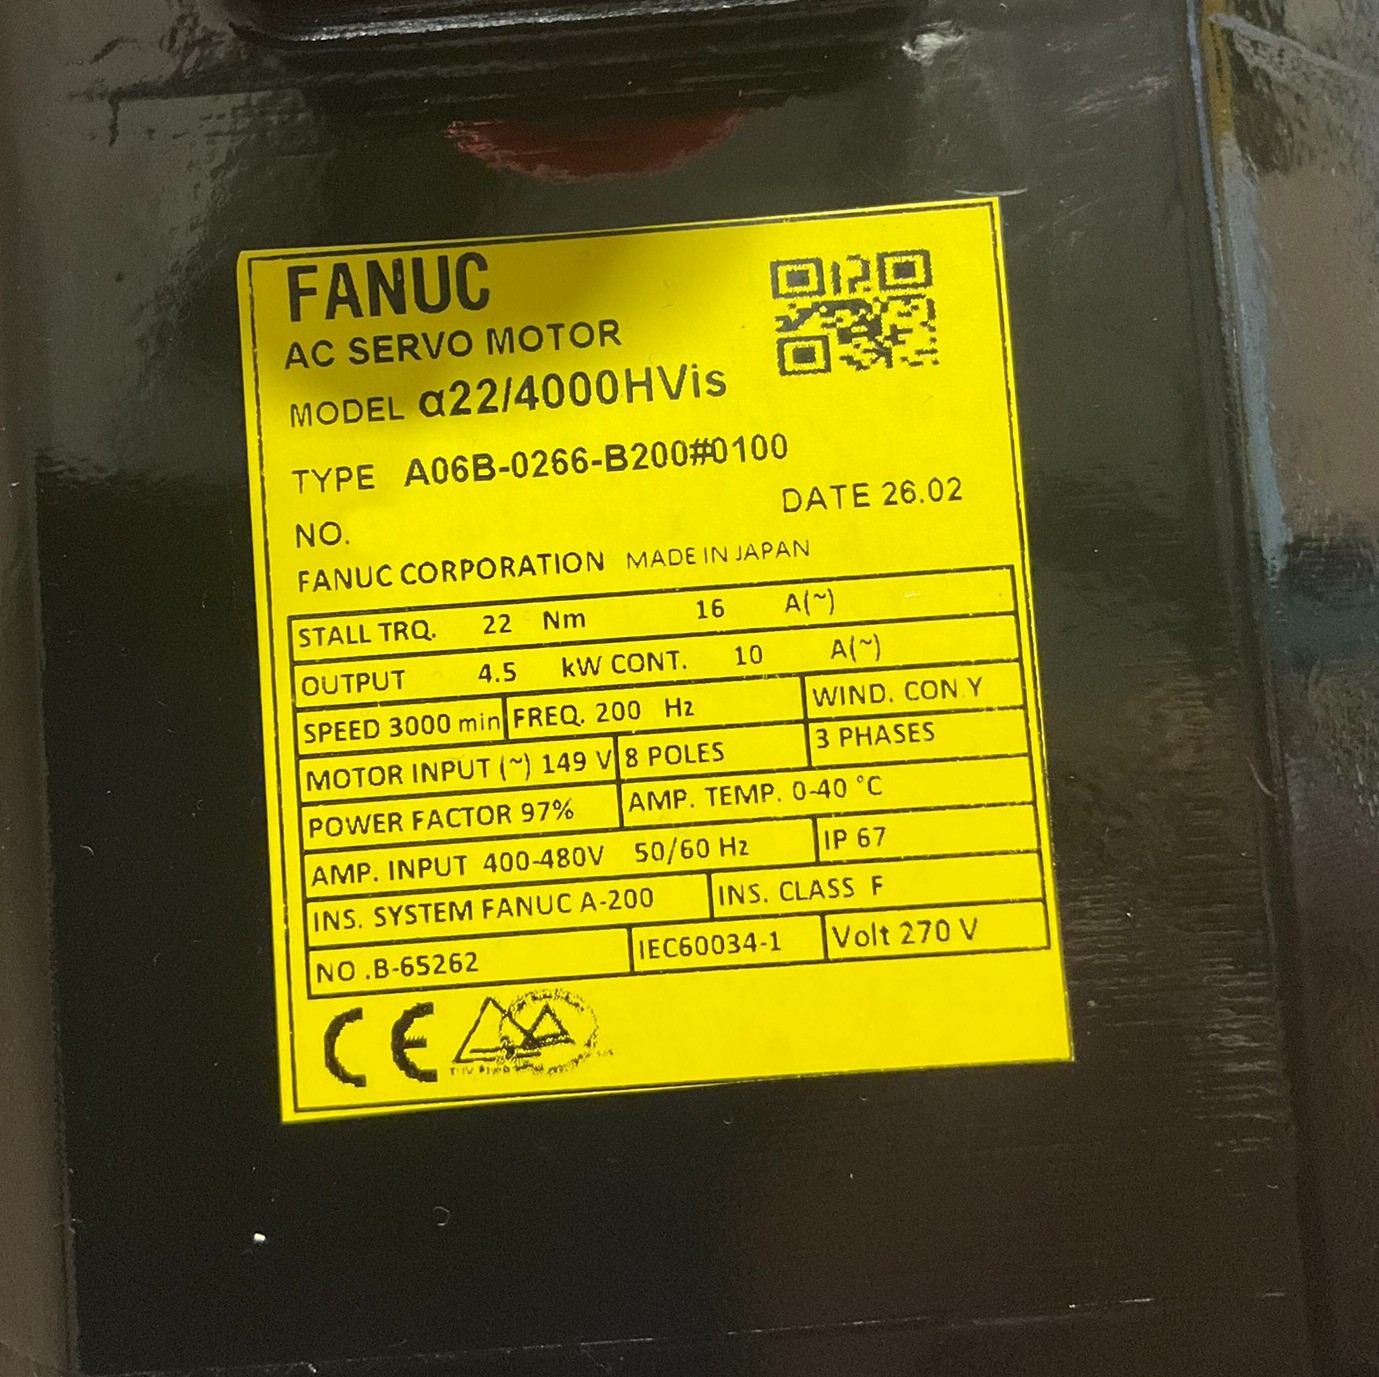 FANUC
AC SERVO MOTOR
MODEL α22/4000HVis
TYPE A06B-0266-B200#0100
DATE 26.02
NO.
FANUC CORPORATION MADE IN JAPAN
STALL TRQ. 22 Nm 16 A(~)
OUTPUT 4.5 kW CONT. 10 A(~)
SPEED 3000 min FREQ. 200 Hz WIND. CON.Y
MOTOR INPUT (~) 149 V 8 POLES 3 PHASES
POWER FACTOR 97% AMP. TEMP. 0-40 °C
AMP. INPUT 400-480V 50/60 Hz IP 67
INS. SYSTEM FANUC A-200 INS. CLASS F
NO .B-65262 IEC60034-1 Volt 270 V
CE